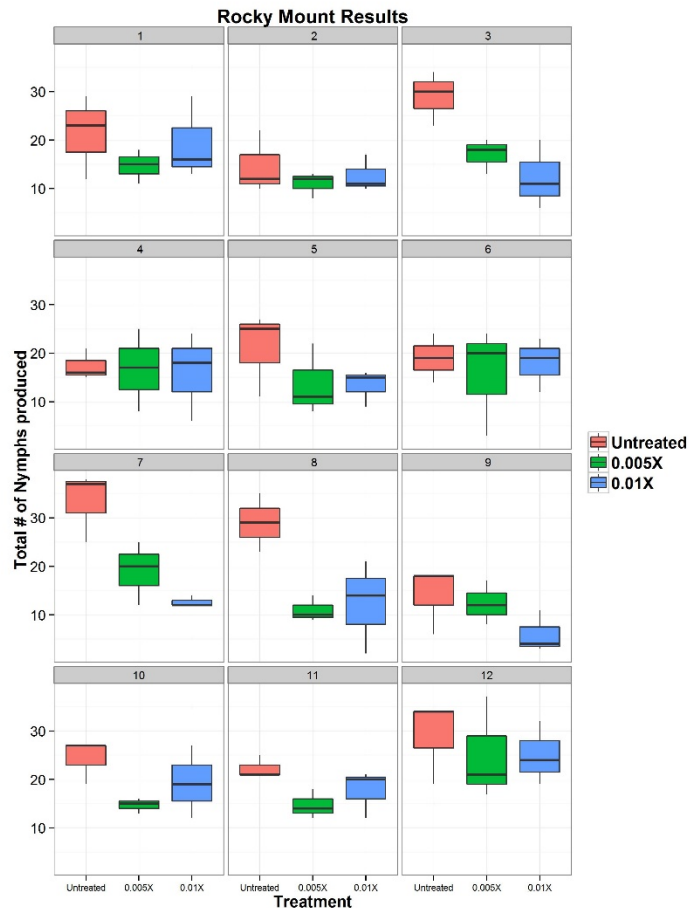 Rocky Mount Results
1 2 3
30
20
10
4 5 6
30
20
10
Total # of Nymphs produced
Untreated
0.005X
0.01X
7 8 9
30
20
10
10 11 12
30
20
10
Untreated 0.005X 0.01X Untreated 0.005X 0.01X Untreated 0.005X 0.01X
Treatment